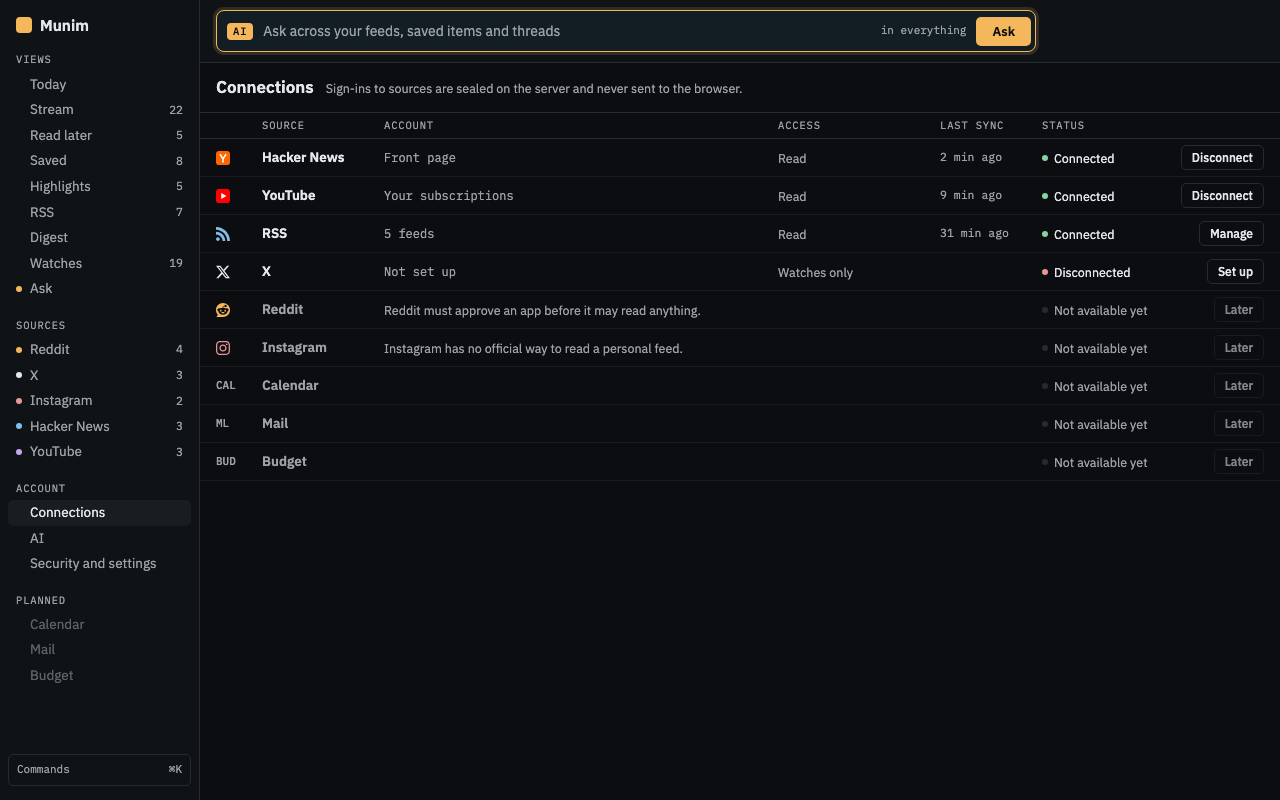 Munim
VIEWS
Today
Stream 22
Read later 5
Saved 8
Highlights 5
RSS 7
Digest
Watches 19
Ask
SOURCES
Reddit 4
X 3
Instagram 2
Hacker News 3
YouTube 3
ACCOUNT
Connections
AI
Security and settings
PLANNED
Calendar
Mail
Budget
Commands ⌘K
AI Ask across your feeds, saved items and threads in everything Ask
Connections Sign-ins to sources are sealed on the server and never sent to the browser.
SOURCE ACCOUNT ACCESS LAST SYNC STATUS
Y Hacker News Front page Read 2 min ago Connected Disconnect
YouTube Your subscriptions Read 9 min ago Connected Disconnect
RSS 5 feeds Read 31 min ago Connected Manage
X Not set up Watches only Disconnected Set up
Reddit Reddit must approve an app before it may read anything. Not available yet Later
Instagram Instagram has no official way to read a personal feed. Not available yet Later
CAL Calendar Not available yet Later
ML Mail Not available yet Later
BUD Budget Not available yet Later